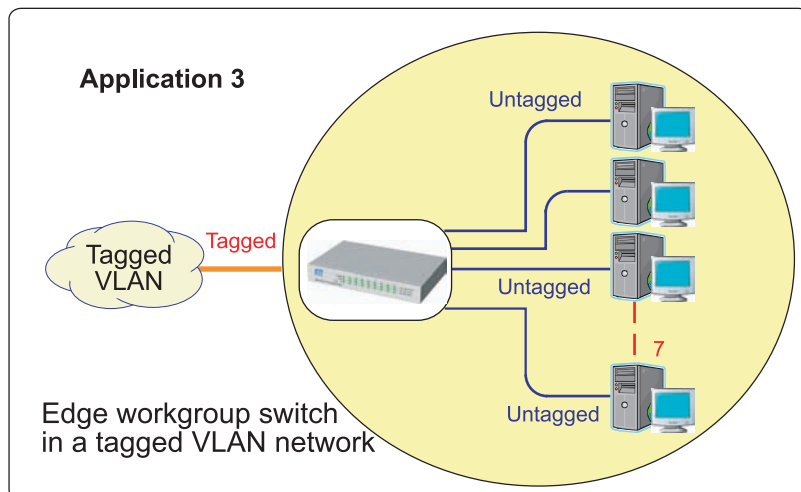 Application 3
Untagged
Tagged
VLAN
Tagged
Untagged
7
Untagged
Edge workgroup switch
in a tagged VLAN network